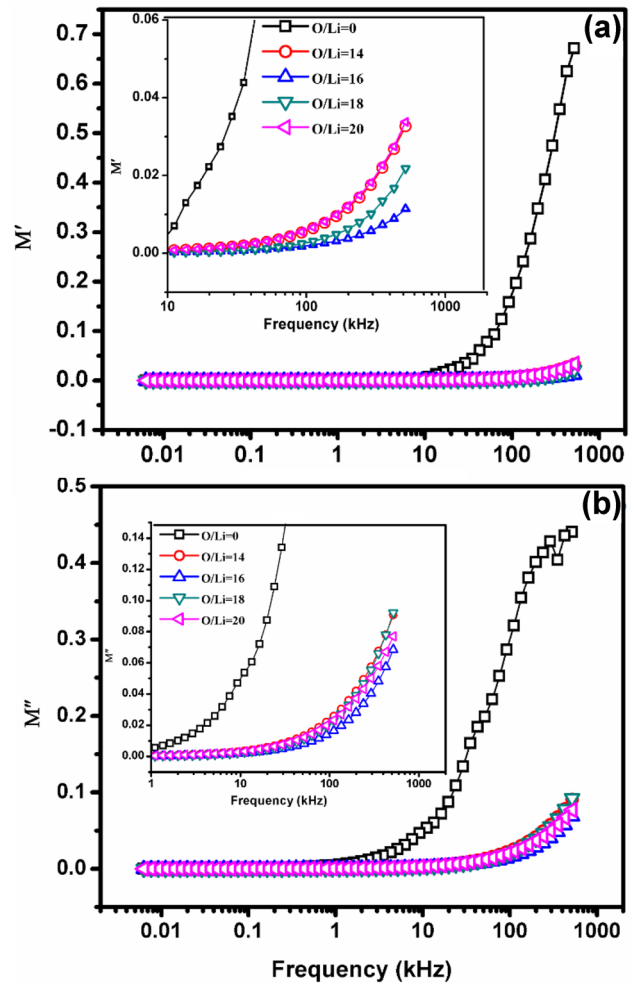 (a)
0.7
0.6
0.5
0.4
0.3
0.2
0.1
0.0
-0.1
M′
0.06
0.04
0.02
0.00
M′
O/Li=0
O/Li=14
O/Li=16
O/Li=18
O/Li=20
10 100 1000
Frequency (kHz)
0.01 0.1 1 10 100 1000
(b)
0.5
0.4
0.3
0.2
0.1
0.0
M″
0.14
0.12
0.10
0.08
0.06
0.04
0.02
0.00
M″
O/Li=0
O/Li=14
O/Li=16
O/Li=18
O/Li=20
1 10 100 1000
Frequency (kHz)
0.01 0.1 1 10 100 1000
Frequency (kHz)